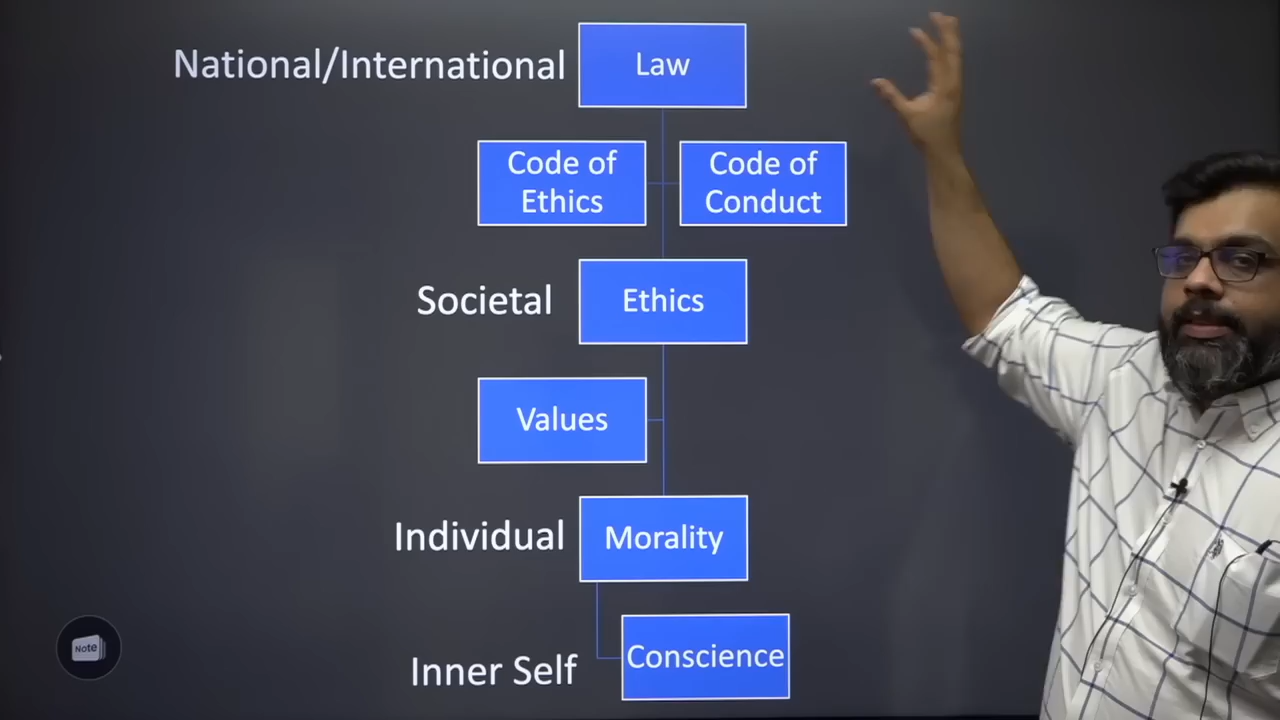 National/International
Law
Code of
Ethics
Code of
Conduct
Societal
Ethics
Values
Individual
Morality
Inner Self
Conscience
Note